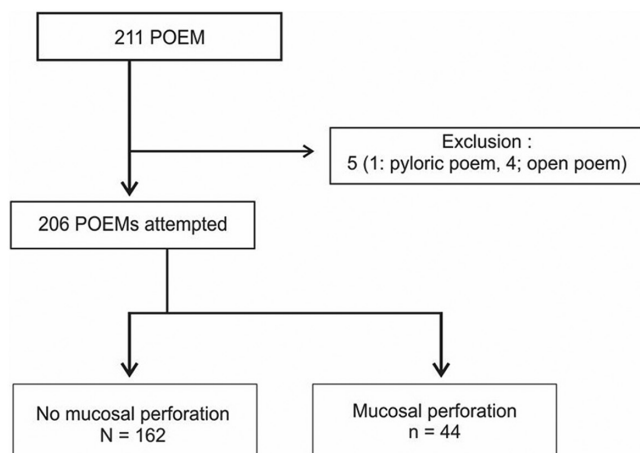 211 POEM
Exclusion :
5 (1: pyloric poem, 4; open poem)
206 POEMs attempted
No mucosal perforation
N = 162
Mucosal perforation
n = 44